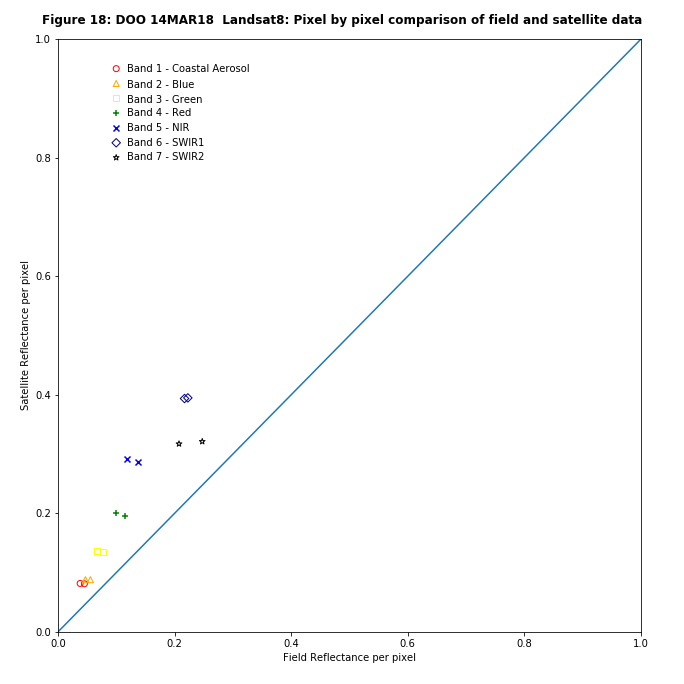 Figure 18: DOO 14MAR18  Landsat8: Pixel by pixel comparison of field and satellite data
1.0
0.8
0.6
0.4
0.2
0.0
Satellite Reflectance per pixel
Band 1 - Coastal Aerosol
Band 2 - Blue
Band 3 - Green
Band 4 - Red
Band 5 - NIR
Band 6 - SWIR1
Band 7 - SWIR2
0.0 0.2 0.4 0.6 0.8 1.0
Field Reflectance per pixel